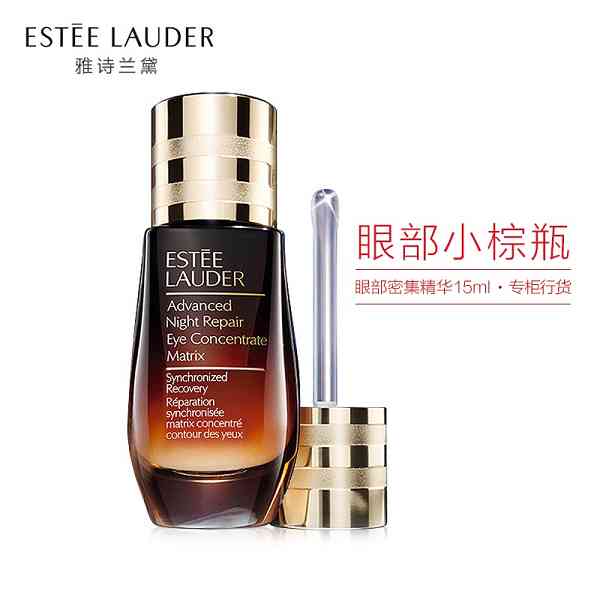 ESTĒE LAUDER
雅诗兰黛
ESTĒE
LAUDER
Advanced
Night Repair
Eye Concentrate
Matrix
Synchronized
Recovery
Réparation
synchronisée
matrix concentré
contour des yeux
眼部小棕瓶
眼部密集精华15ml·专柜行货